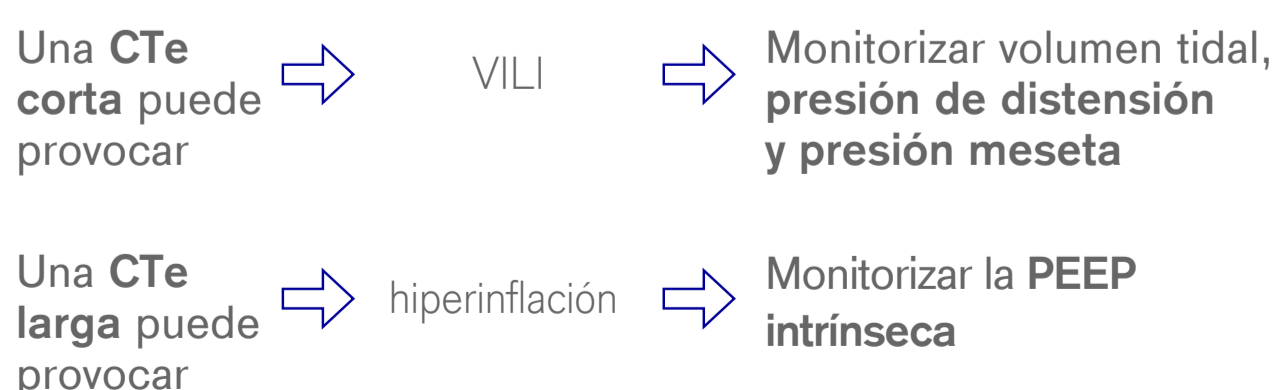 Una CTe
corta puede
provocar
VILI
Monitorizar volumen tidal,
presión de distensión
y presión meseta
Una CTe
larga puede
provocar
hiperinflación
Monitorizar la PEEP
intrínseca